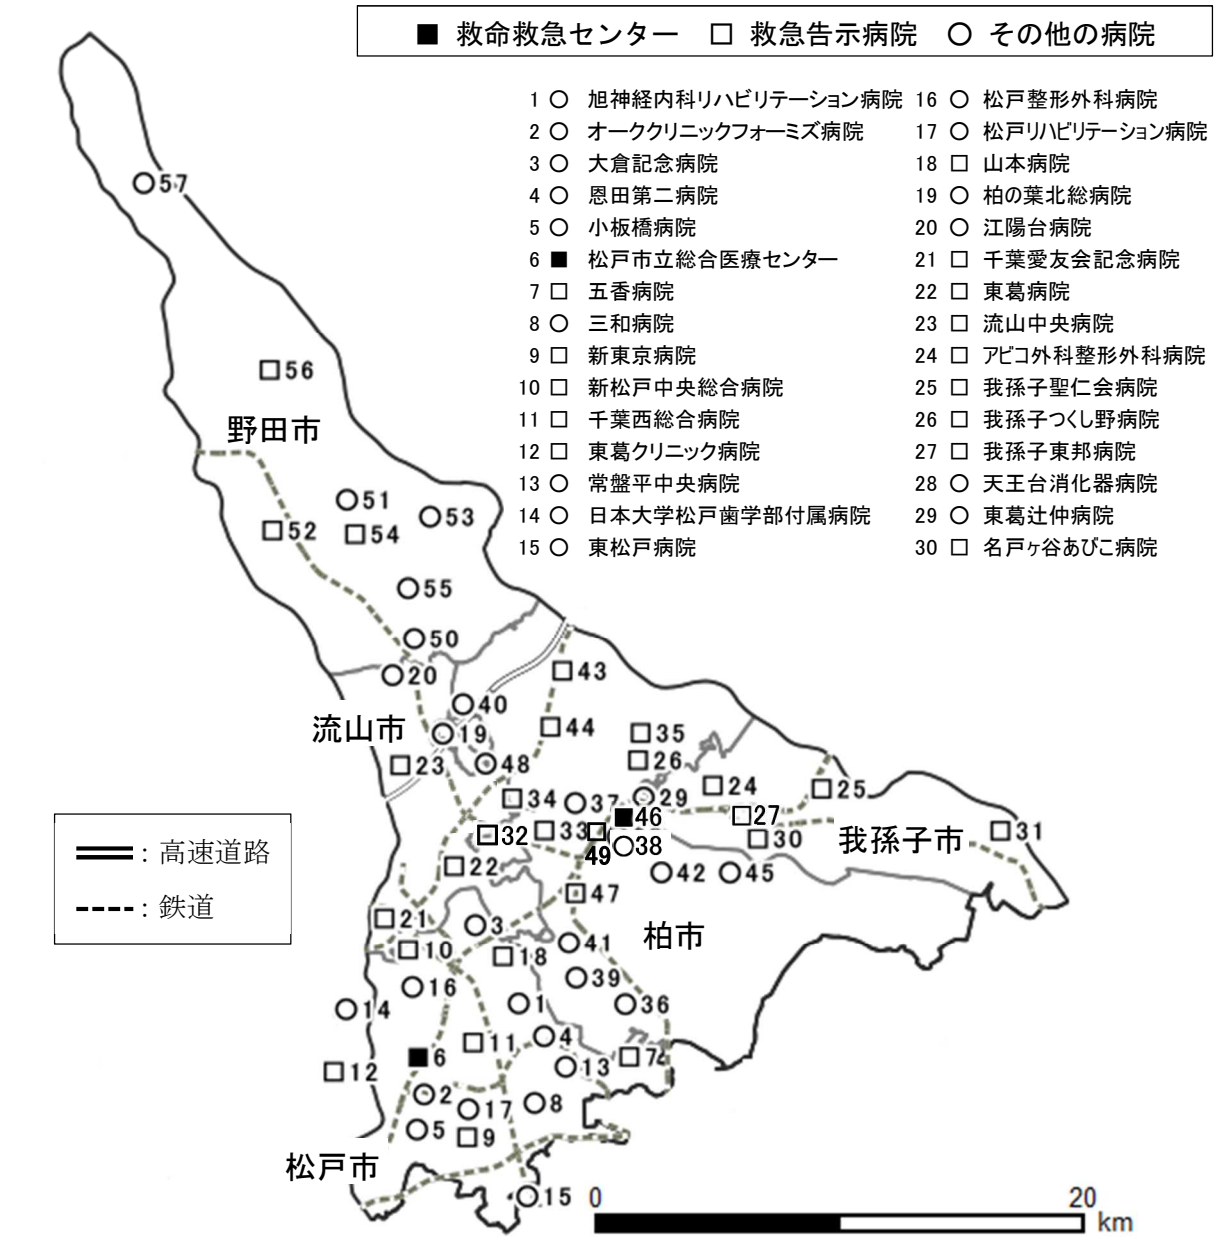 ■ 救命救急センター □ 救急告示病院 ○ その他の病院
1 ○ 旭神経内科リハビリテーション病院
2 ○ オーククリニックフォーミズ病院
3 ○ 大倉記念病院
4 ○ 恩田第二病院
5 ○ 小板橋病院
6 ■ 松戸市立総合医療センター
7 □ 五香病院
8 ○ 三和病院
9 □ 新東京病院
10 □ 新松戸中央総合病院
11 □ 千葉西総合病院
12 □ 東葛クリニック病院
13 ○ 常盤平中央病院
14 ○ 日本大学松戸歯学部付属病院
15 ○ 東松戸病院
16 ○ 松戸整形外科病院
17 ○ 松戸リハビリテーション病院
18 □ 山本病院
19 ○ 柏の葉北総病院
20 ○ 江陽台病院
21 □ 千葉愛友会記念病院
22 □ 東葛病院
23 □ 流山中央病院
24 □ アビコ外科整形外科病院
25 □ 我孫子聖仁会病院
26 □ 我孫子つくし野病院
27 □ 我孫子東邦病院
28 ○ 天王台消化器病院
29 ○ 東葛辻仲病院
30 □ 名戸ヶ谷あびこ病院
57
56
野田市
51
53
52
54
55
50
20
43
40
流山市
19
44
35
23
48
26
34
37
29
24
25
46
27
32
33
49
38
30
我孫子市
31
22
42
45
47
21
3
柏市
10
18
41
16
39
14
1
36
11
4
6
7
12
13
2
17
8
5
9
松戸市
15
: 高速道路
: 鉄道
0
20
km